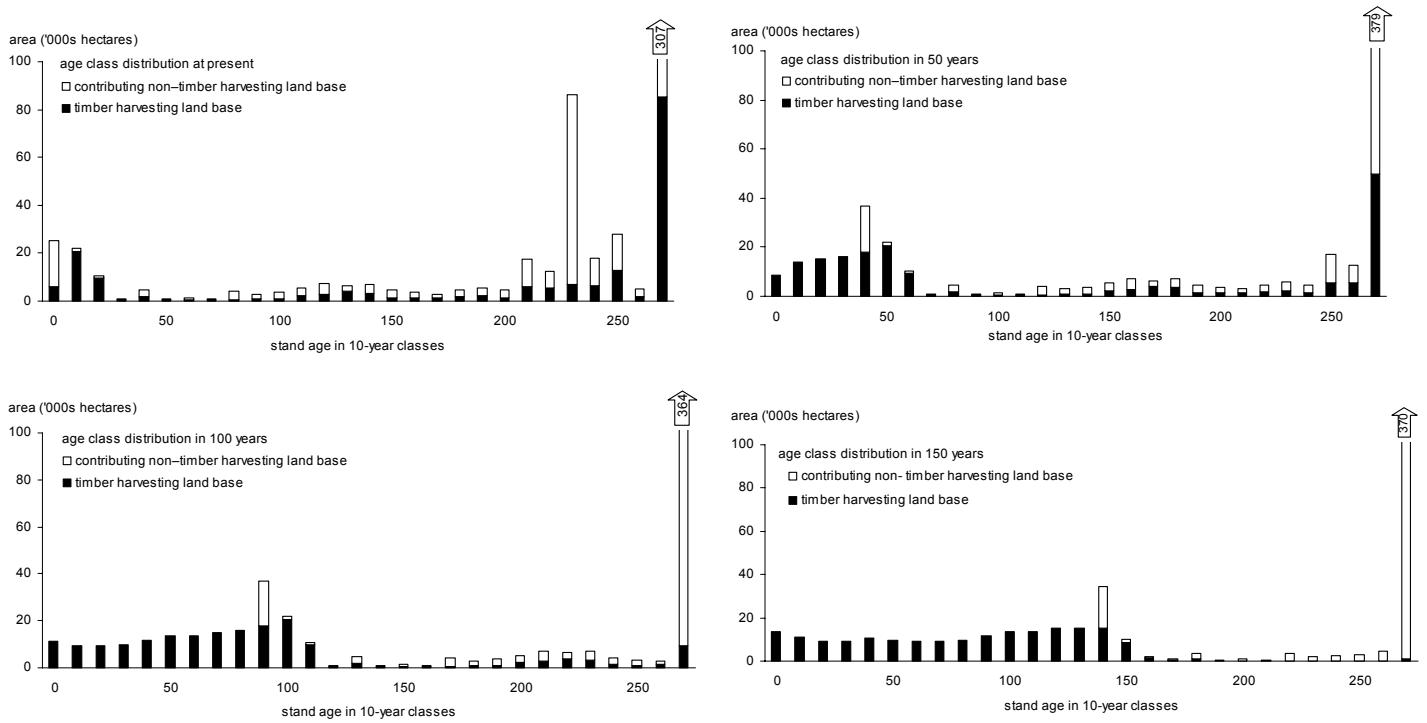 area ('000s hectares)
307
100
age class distribution at present
contributing non–timber harvesting land base
80
timber harvesting land base
60
40
20
0
0 50 100 150 200 250
stand age in 10-year classes
area ('000s hectares)
379
100
age class distribution in 50 years
contributing non–timber harvesting land base
80
timber harvesting land base
60
40
20
0
0 50 100 150 200 250
stand age in 10-year classes
area ('000s hectares)
364
100
age class distribution in 100 years
contributing non–timber harvesting land base
80
timber harvesting land base
60
40
20
0
0 50 100 150 200 250
stand age in 10-year classes
area ('000s hectares)
370
100
age class distribution in 150 years
contributing non- timber harvesting land base
80
timber harvesting land base
60
40
20
0
0 50 100 150 200 250
stand age in 10-year classes